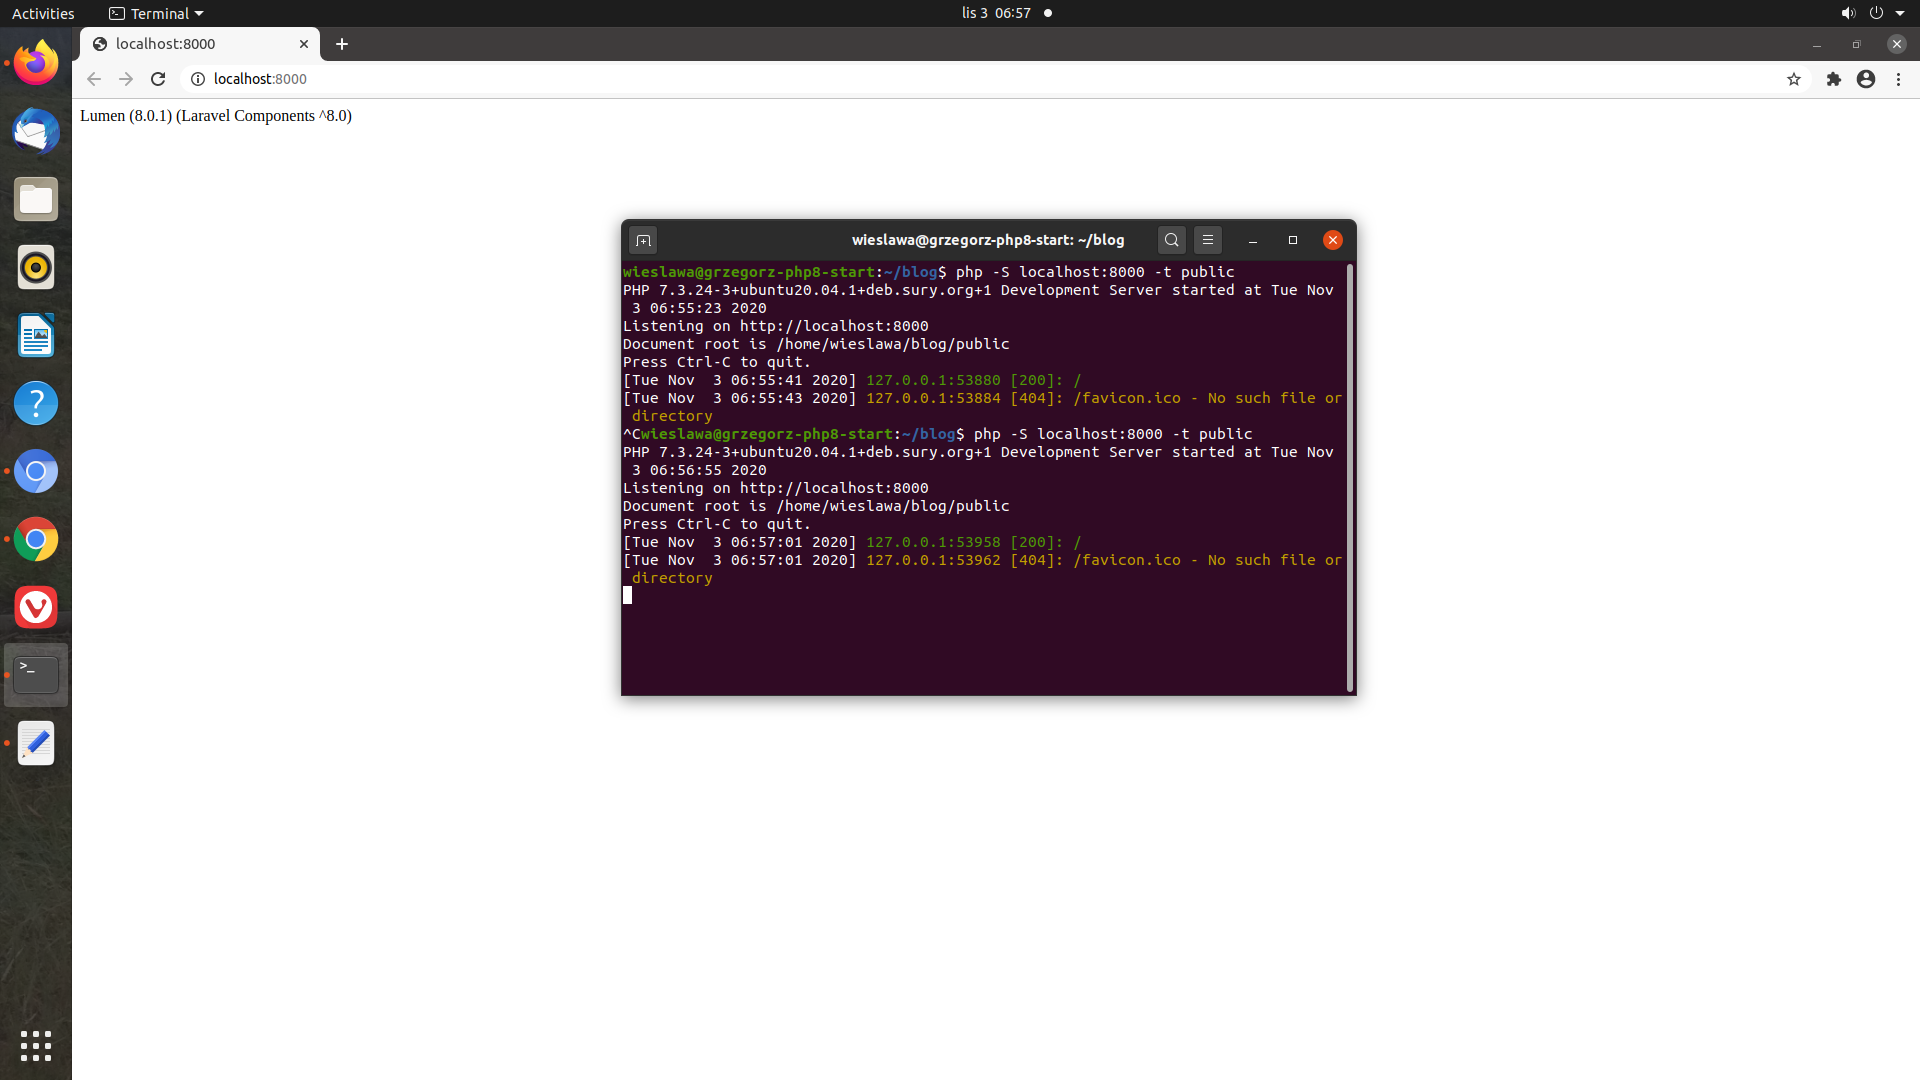 Activities
Terminal
lis 3 06:57
localhost:8000
localhost:8000
Lumen (8.0.1) (Laravel Components ^8.0)
wieslawa@grzegorz-php8-start: ~/blog
wieslawa@grzegorz-php8-start:~/blog$ php -S localhost:8000 -t public
PHP 7.3.24-3+ubuntu20.04.1+deb.sury.org+1 Development Server started at Tue Nov
 3 06:55:23 2020
Listening on http://localhost:8000
Document root is /home/wieslawa/blog/public
Press Ctrl-C to quit.
[Tue Nov  3 06:55:41 2020] 127.0.0.1:53880 [200]: /
[Tue Nov  3 06:55:43 2020] 127.0.0.1:53884 [404]: /favicon.ico - No such file or
 directory
^Cwieslawa@grzegorz-php8-start:~/blog$ php -S localhost:8000 -t public
PHP 7.3.24-3+ubuntu20.04.1+deb.sury.org+1 Development Server started at Tue Nov
 3 06:56:55 2020
Listening on http://localhost:8000
Document root is /home/wieslawa/blog/public
Press Ctrl-C to quit.
[Tue Nov  3 06:57:01 2020] 127.0.0.1:53958 [200]: /
[Tue Nov  3 06:57:01 2020] 127.0.0.1:53962 [404]: /favicon.ico - No such file or
 directory